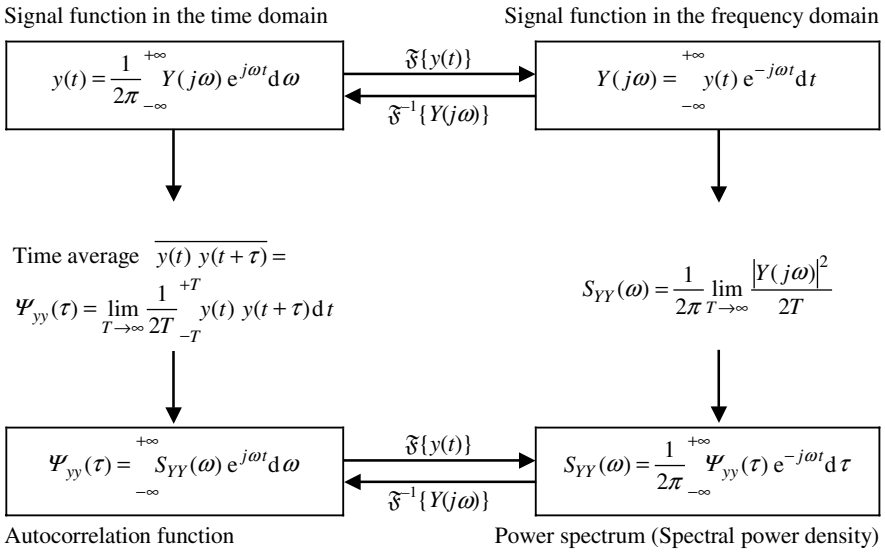 Signal function in the time domain
Signal function in the frequency domain
y(t) = 1/2π +∞ −∞ Y(jω) e^{jωt} dω
𝔉{y(t)}
𝔉^{−1}{Y(jω)}
Y(jω) = +∞ −∞ y(t) e^{−jωt} dt
Time average y(t) y(t + τ) =
Ψ_{yy}(τ) = lim T→∞ 1/2T +T −T y(t) y(t + τ) dt
S_{YY}(ω) = 1/2π lim T→∞ |Y(jω)|^2/2T
Ψ_{yy}(τ) = +∞ −∞ S_{YY}(ω) e^{jωt} dω
𝔉{y(t)}
𝔉^{−1}{Y(jω)}
S_{YY}(ω) = 1/2π +∞ −∞ Ψ_{yy}(τ) e^{−jωt} dτ
Autocorrelation function
Power spectrum (Spectral power density)